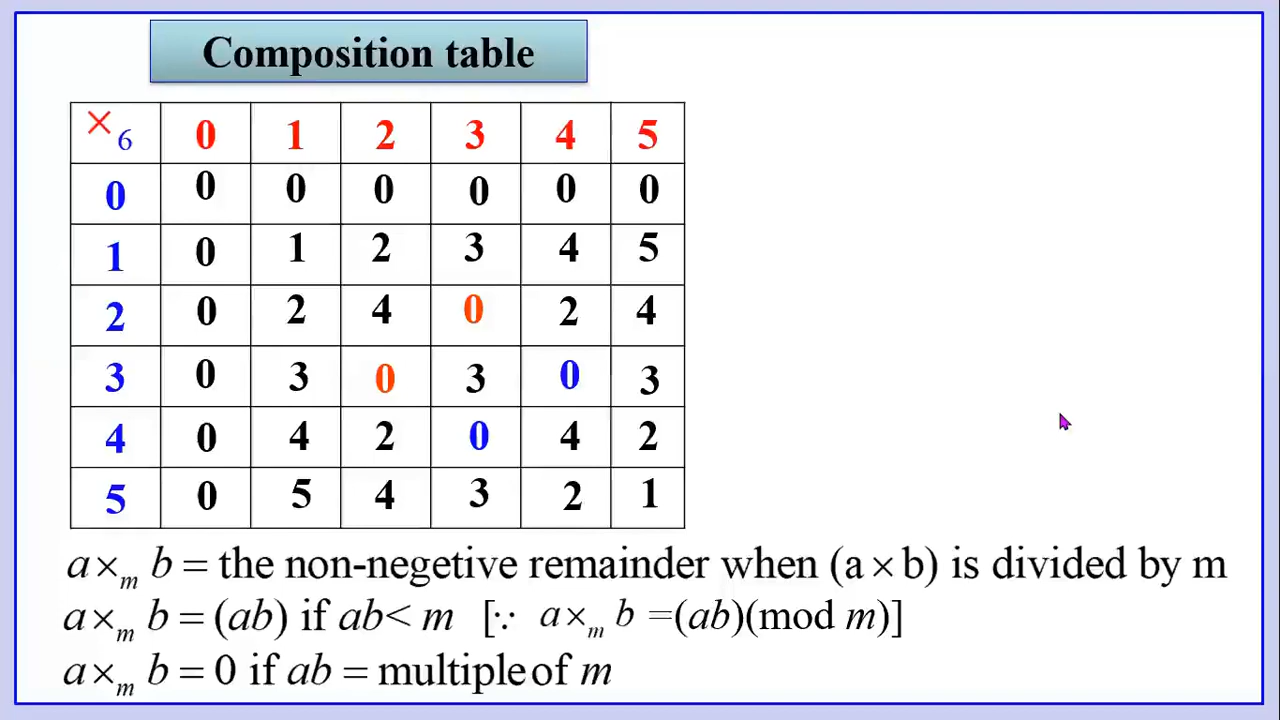 Composition table
×6 0 1 2 3 4 5
0 0 0 0 0 0 0
1 0 1 2 3 4 5
2 0 2 4 0 2 4
3 0 3 0 3 0 3
4 0 4 2 0 4 2
5 0 5 4 3 2 1
a ×m b = the non-negetive remainder when (a × b) is divided by m
a ×m b = (ab) if ab < m [∵ a ×m b =(ab)(mod m)]
a ×m b = 0 if ab = multiple of m